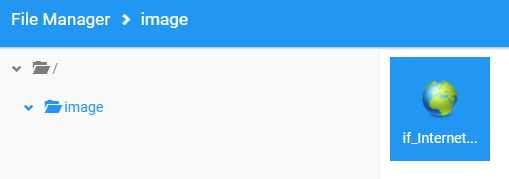 File Manager > image
/
image
if_Internet...